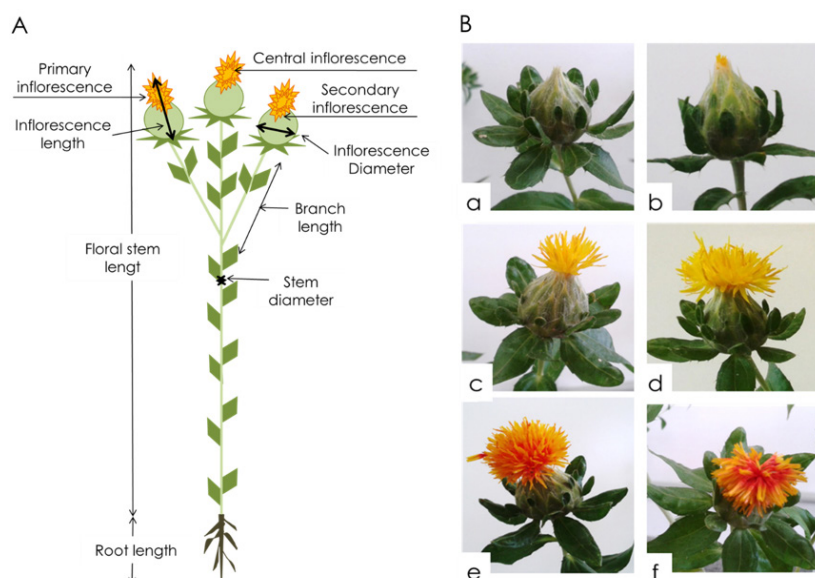 A
Primary
inflorescence
Inflorescence
length
Central inflorescence
Secondary
inflorescence
Inflorescence
Diameter
Branch
length
Floral stem
lengt
Stem
diameter
Root length
B
a
b
c
d
e
f